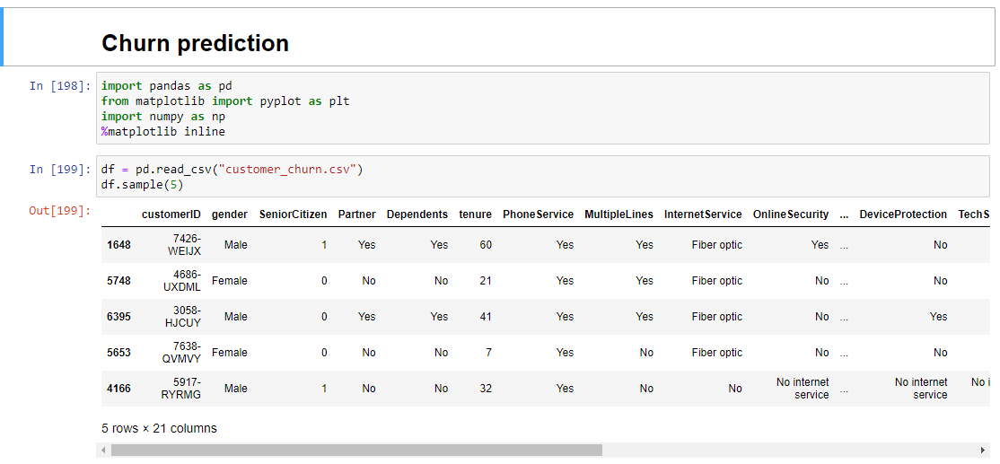 Churn prediction
In [198]: import pandas as pd
from matplotlib import pyplot as plt
import numpy as np
%matplotlib inline
In [199]: df = pd.read_csv("customer_churn.csv")
df.sample(5)
Out[199]:
customerID gender SeniorCitizen Partner Dependents tenure PhoneService MultipleLines InternetService OnlineSecurity ... DeviceProtection TechS
1648 7426-WEIJX Male 1 Yes Yes 60 Yes Yes Fiber optic Yes ... No
5748 4686-UXDML Female 0 No No 21 Yes Yes Fiber optic No ... No
6395 3058-HJCUY Male 0 Yes Yes 41 Yes Yes Fiber optic No ... Yes
5653 7638-QVMVY Female 0 No No 7 Yes No Fiber optic No ... No
4166 5917-RYRMG Male 1 No No 32 Yes No No No internet service ... No internet service No i
5 rows × 21 columns